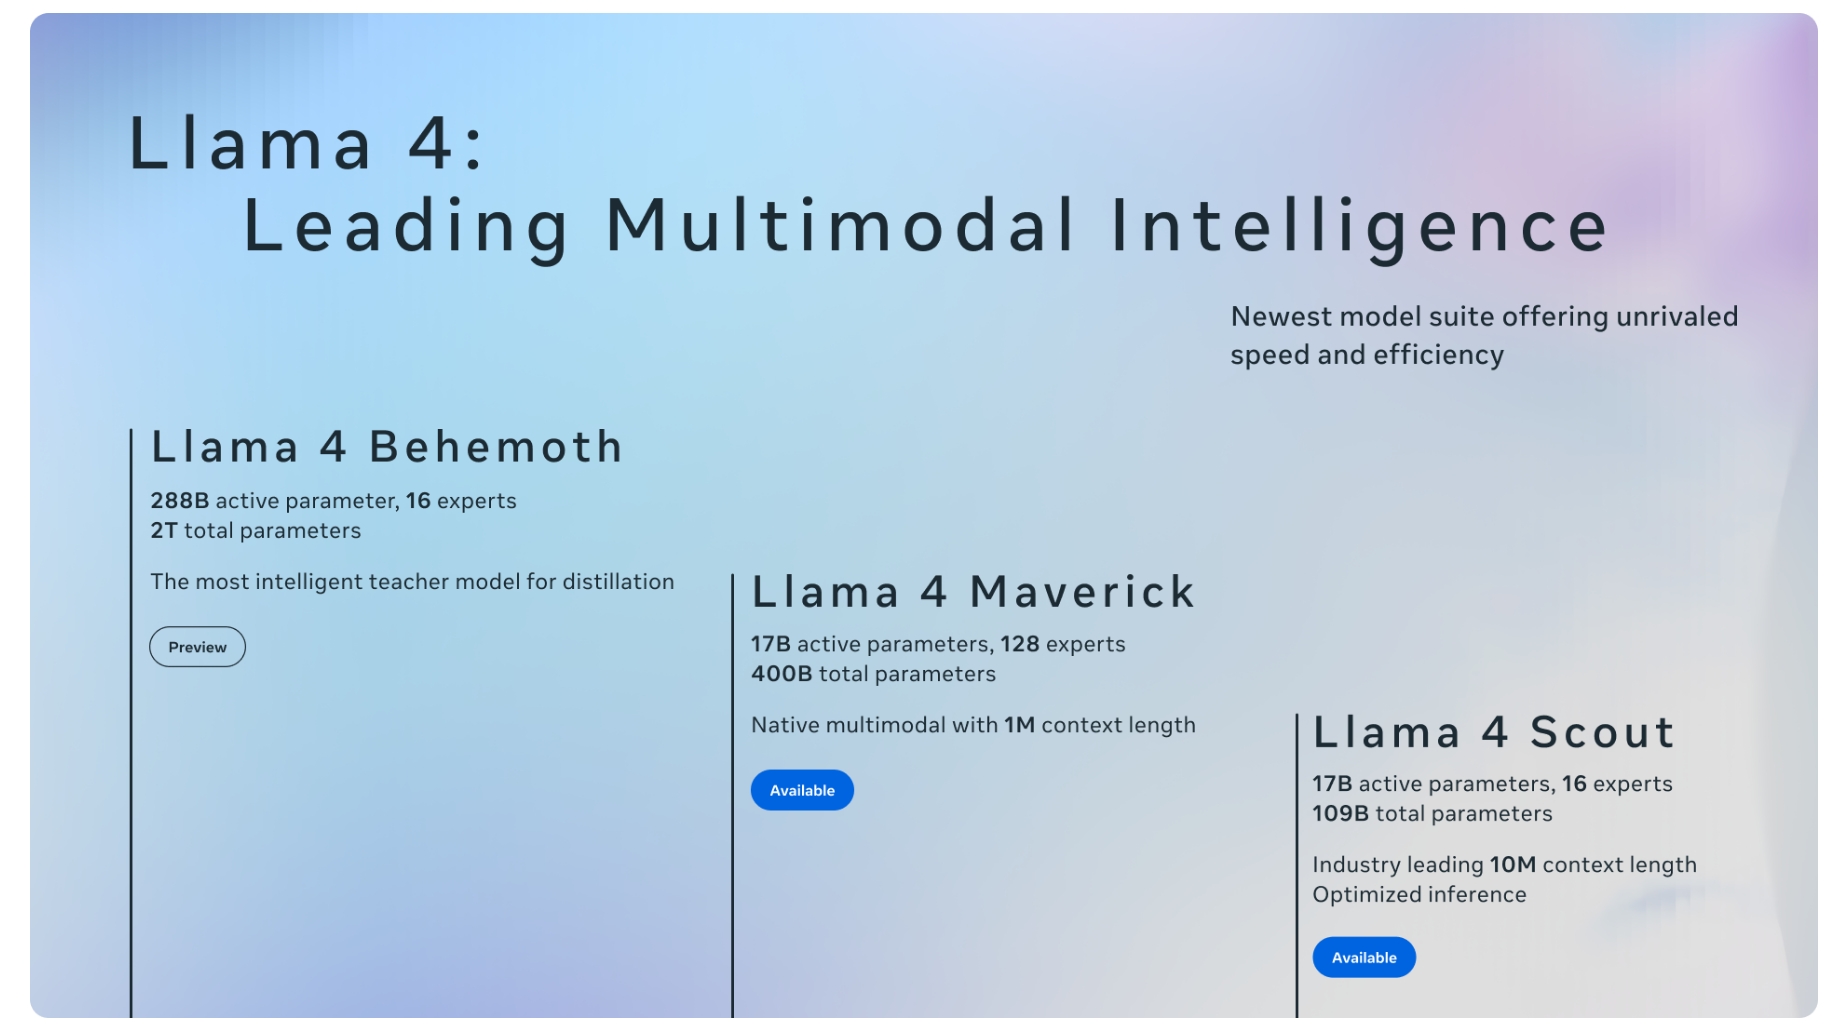 Llama 4:
Leading Multimodal Intelligence
Newest model suite offering unrivaled
speed and efficiency
Llama 4 Behemoth
288B active parameter, 16 experts
2T total parameters
The most intelligent teacher model for distillation
Preview
Llama 4 Maverick
17B active parameters, 128 experts
400B total parameters
Native multimodal with 1M context length
Available
Llama 4 Scout
17B active parameters, 16 experts
109B total parameters
Industry leading 10M context length
Optimized inference
Available